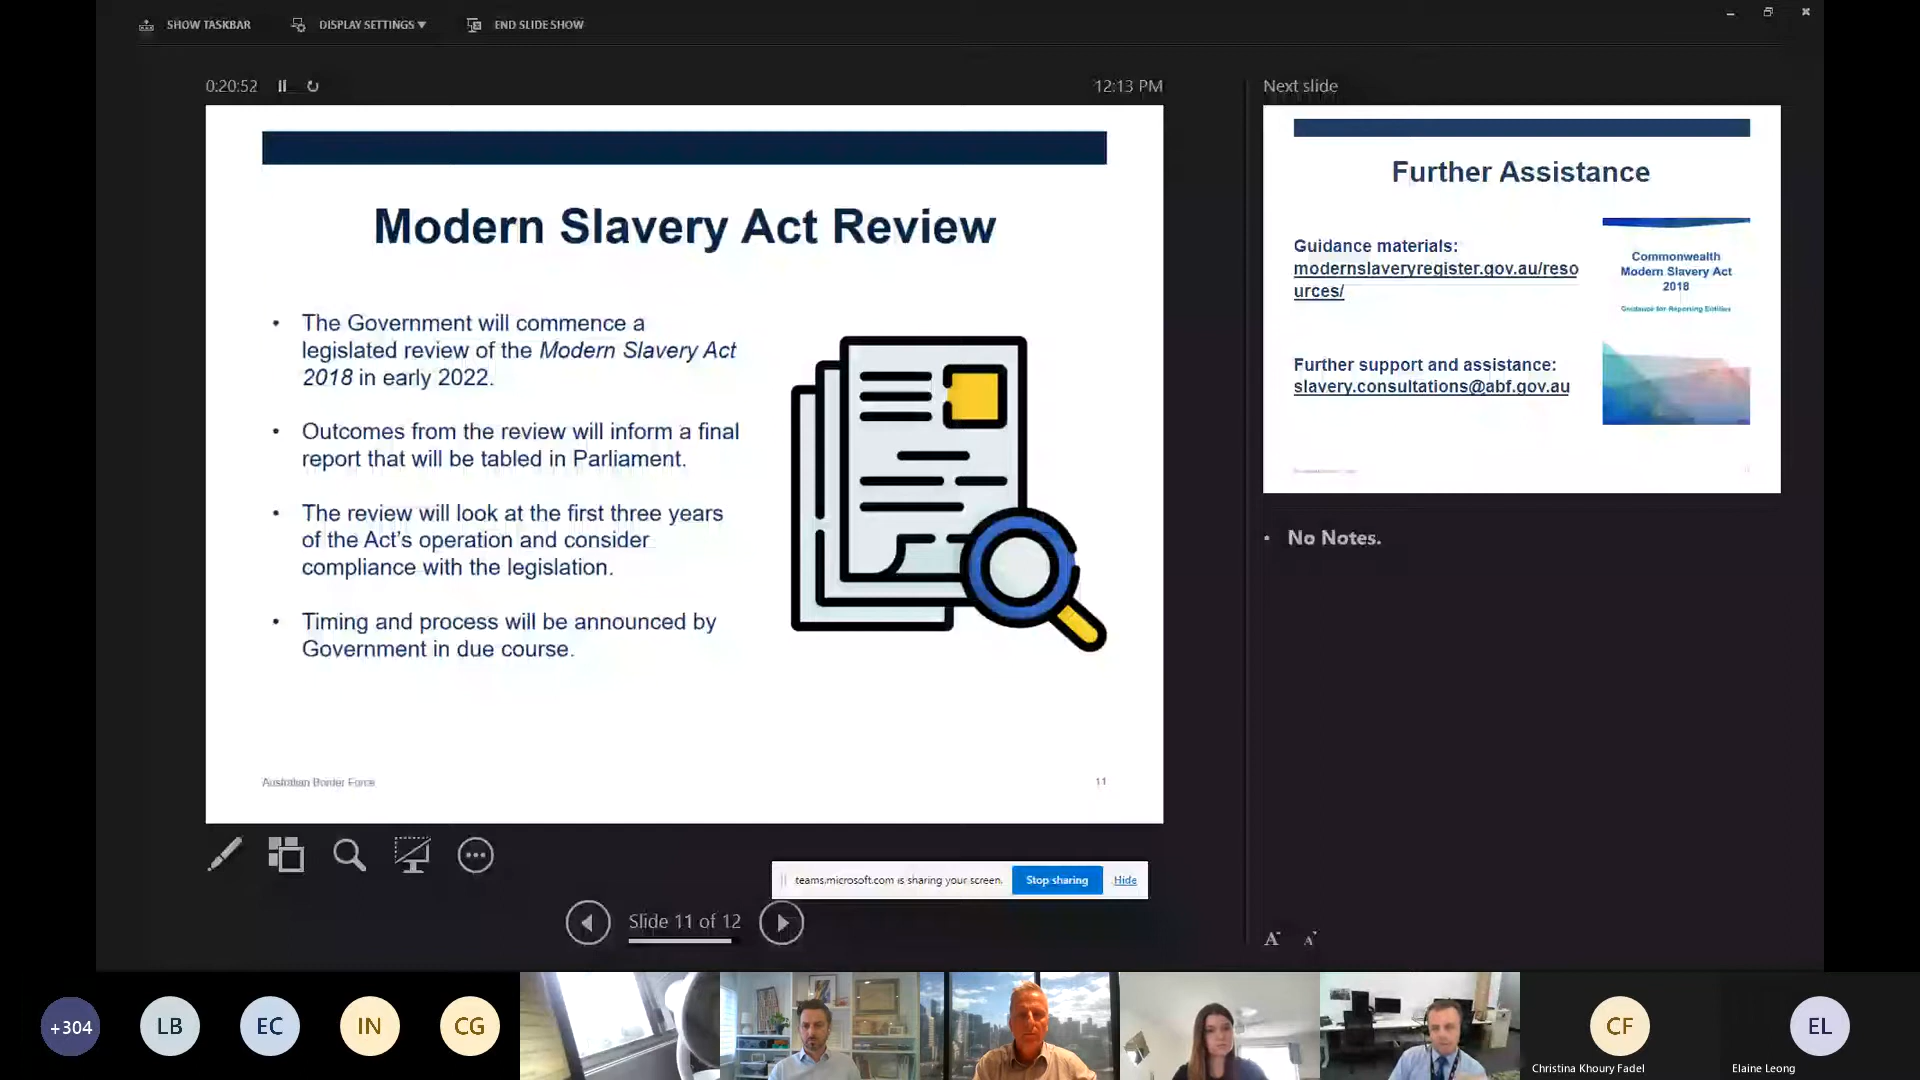 SHOW TASKBAR
DISPLAY SETTINGS
END SLIDE SHOW
0:20:52
12:13 PM
Modern Slavery Act Review
• The Government will commence a
legislated review of the Modern Slavery Act
2018 in early 2022.
• Outcomes from the review will inform a final
report that will be tabled in Parliament.
• The review will look at the first three years
of the Act's operation and consider
compliance with the legislation.
• Timing and process will be announced by
Government in due course.
Australian Border Force
11
Next slide
Further Assistance
Guidance materials:
modernslaveryregister.gov.au/reso
urces/
Further support and assistance:
slavery.consultations@abf.gov.au
Commonwealth
Modern Slavery Act
2018
Guidance for Reporting Entities
• No Notes.
teams.microsoft.com is sharing your screen.
Stop sharing
Hide
Slide 11 of 12
A
A
+304
LB
EC
IN
CG
CF
Christina Khoury Fadel
EL
Elaine Leong